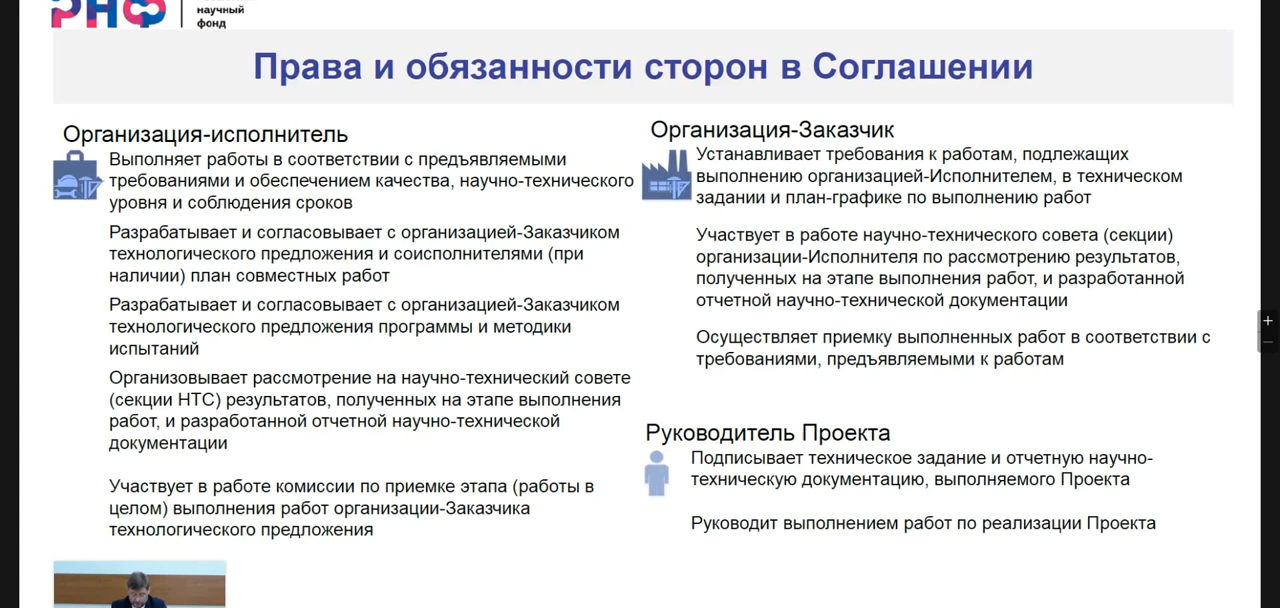 РНФ
научный
фонд
Права и обязанности сторон в Соглашении
Организация-исполнитель
Выполняет работы в соответствии с предъявляемыми
требованиями и обеспечением качества, научно-технического
уровня и соблюдения сроков
Разрабатывает и согласовывает с организацией-Заказчиком
технологического предложения и соисполнителями (при
наличии) план совместных работ
Разрабатывает и согласовывает с организацией-Заказчиком
технологического предложения программы и методики
испытаний
Организовывает рассмотрение на научно-технический совете
(секции НТС) результатов, полученных на этапе выполнения
работ, и разработанной отчетной научно-технической
документации
Участвует в работе комиссии по приемке этапа (работы в
целом) выполнения работ организации-Заказчика
технологического предложения
Организация-Заказчик
Устанавливает требования к работам, подлежащих
выполнению организацией-Исполнителем, в техническом
задании и план-графике по выполнению работ
Участвует в работе научно-технического совета (секции)
организации-Исполнителя по рассмотрению результатов,
полученных на этапе выполнения работ, и разработанной
отчетной научно-технической документации
Осуществляет приемку выполненных работ в соответствии с
требованиями, предъявляемыми к работам
Руководитель Проекта
Подписывает техническое задание и отчетную научно-
техническую документацию, выполняемого Проекта
Руководит выполнением работ по реализации Проекта